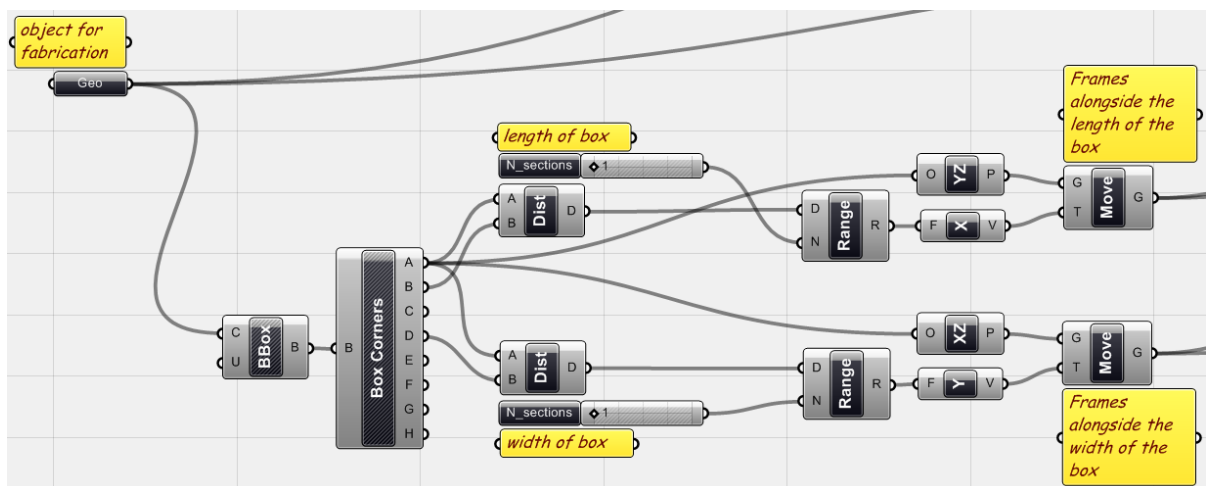 object for
fabrication
Geo
length of box
N_sections 1
A
B
Dist
D
D
N
Range
R
O
YZ
P
F
X
V
Frames
alongside the
length of the
box
G
T
Move
G
C
U
BBox
B
B
Box Corners
A
B
C
D
E
F
G
H
A
B
Dist
D
N_sections 1
width of box
D
N
Range
R
O
XZ
P
F
Y
V
G
T
Move
G
Frames
alongside the
width of the
box